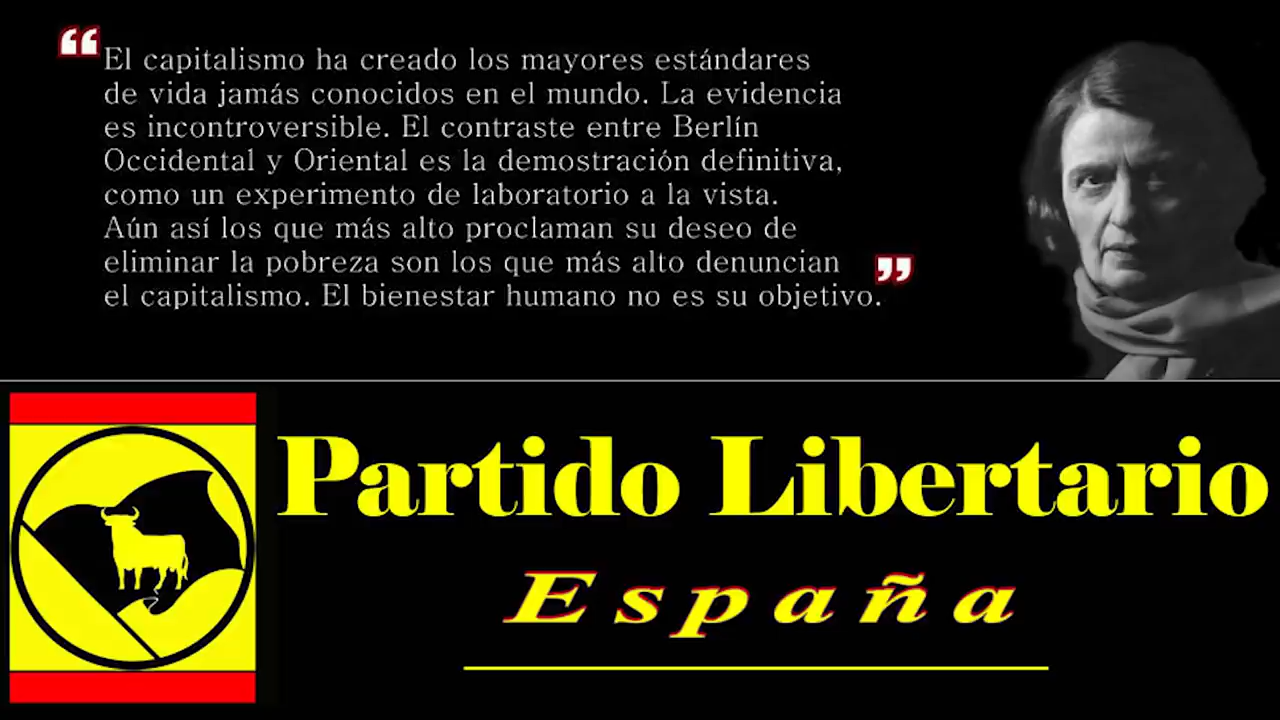 “El capitalismo ha creado los mayores estándares
de vida jamás conocidos en el mundo. La evidencia
es incontroversible. El contraste entre Berlín
Occidental y Oriental es la demostración definitiva,
como un experimento de laboratorio a la vista.
Aún así los que más alto proclaman su deseo de
eliminar la pobreza son los que más alto denuncian
el capitalismo. El bienestar humano no es su objetivo.”
Partido Libertario
España